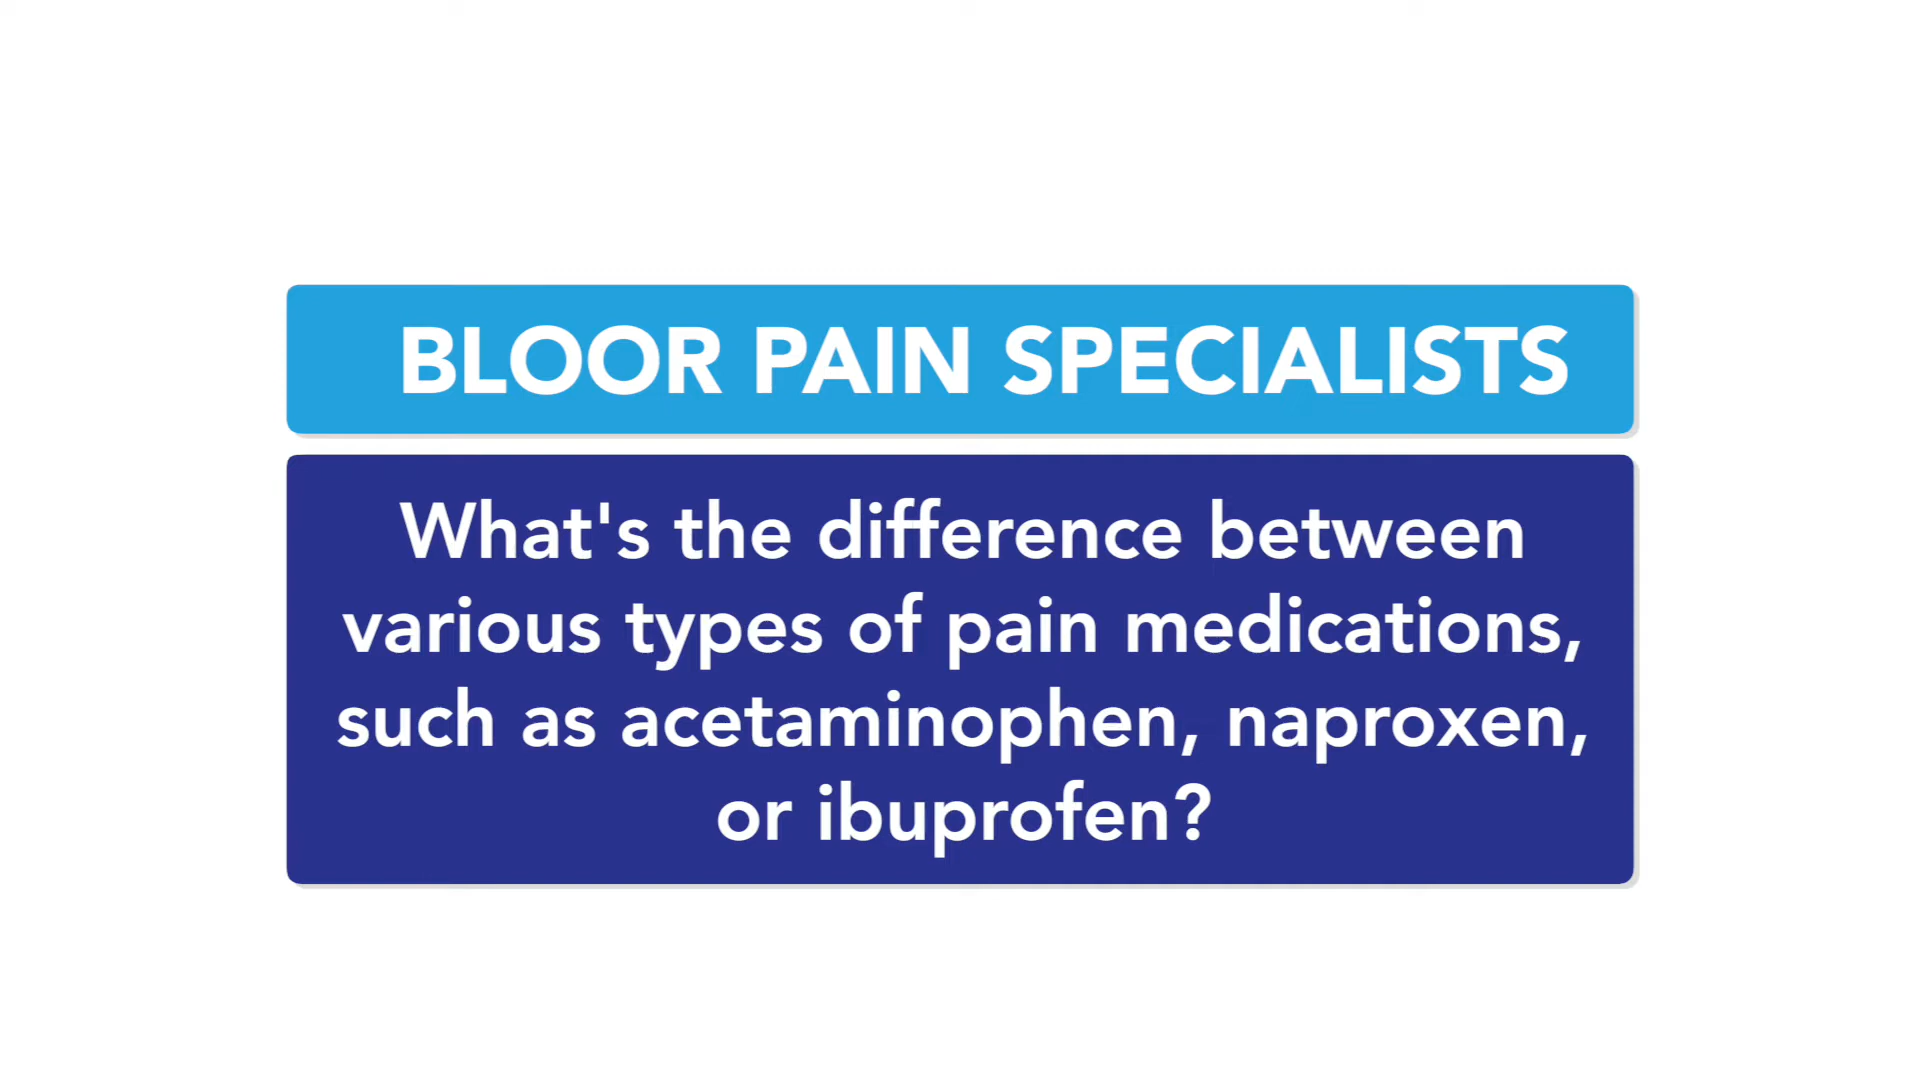 BLOOR PAIN SPECIALISTS
What's the difference between
various types of pain medications,
such as acetaminophen, naproxen,
or ibuprofen?